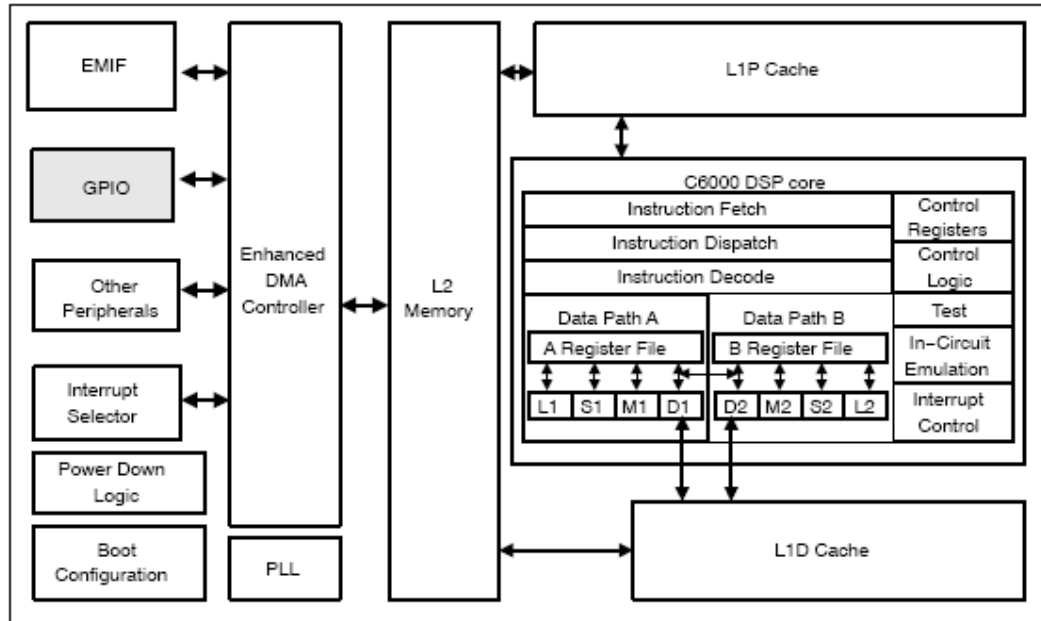 EMIF
GPIO
Other
Peripherals
Interrupt
Selector
Power Down
Logic
Boot
Configuration
Enhanced
DMA
Controller
PLL
L2
Memory
L1P Cache
C6000 DSP core
Instruction Fetch
Instruction Dispatch
Instruction Decode
Control
Registers
Control
Logic
Test
In−Circuit
Emulation
Interrupt
Control
Data Path A
A Register File
L1 S1 M1 D1
Data Path B
B Register File
D2 M2 S2 L2
L1D Cache